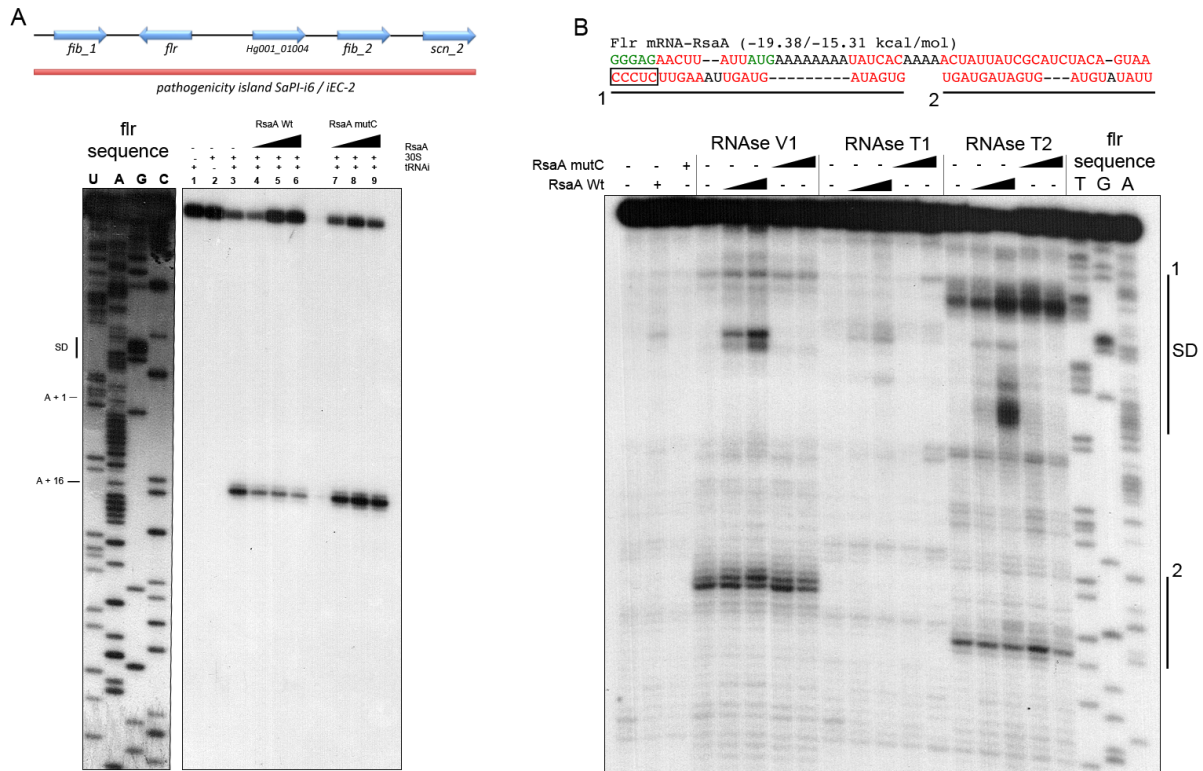 A
fib_1 flr Hg001_01004 fib_2 scn_2
pathogenicity island SaPI-i6 / iEC-2
flr
sequence
U A G C
RsaA Wt RsaA mutC
RsaA
- - - - 30S
- + + + + + + + +
+ - + + + + + + + tRNAi
1 2 3 4 5 6 7 8 9
SD
A + 1
A + 16
B
Flr mRNA-RsaA (-19.38/-15.31 kcal/mol)
GGGAGAACUU--AUUAUGAAAAAAAAUAUCACAAAAACUAUUAUCGCAUCUACA-GUAA
CCCUCUUGAAAUUGAUG---------AUAGUG UGAUGAUAGUG---AUGUAUAUU
1 2
RNAse V1 RNAse T1 RNAse T2
flr
sequence
RsaA mutC - - + - - - - - - - - -
RsaA Wt - + - - - - - - - - - -
T G A
1
SD
2